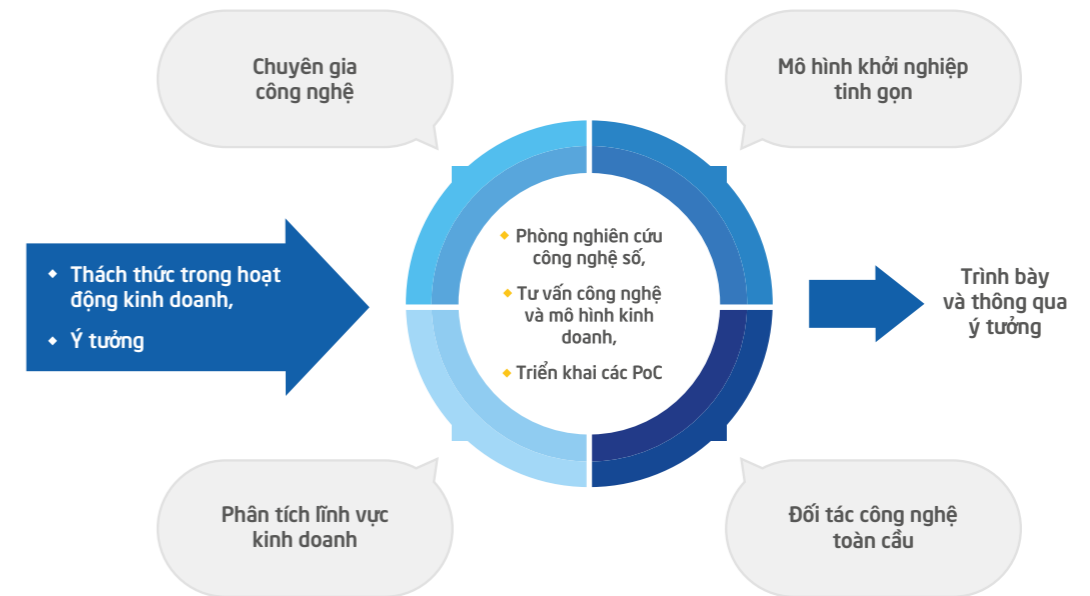 Chuyên gia
công nghệ
Mô hình khởi nghiệp
tinh gọn
Thách thức trong hoạt
động kinh doanh,
Ý tưởng
Phòng nghiên cứu
công nghệ số,
Tư vấn công nghệ
và mô hình kinh
doanh,
Triển khai các PoC
Trình bày
và thông qua
ý tưởng
Phân tích lĩnh vực
kinh doanh
Đối tác công nghệ
toàn cầu